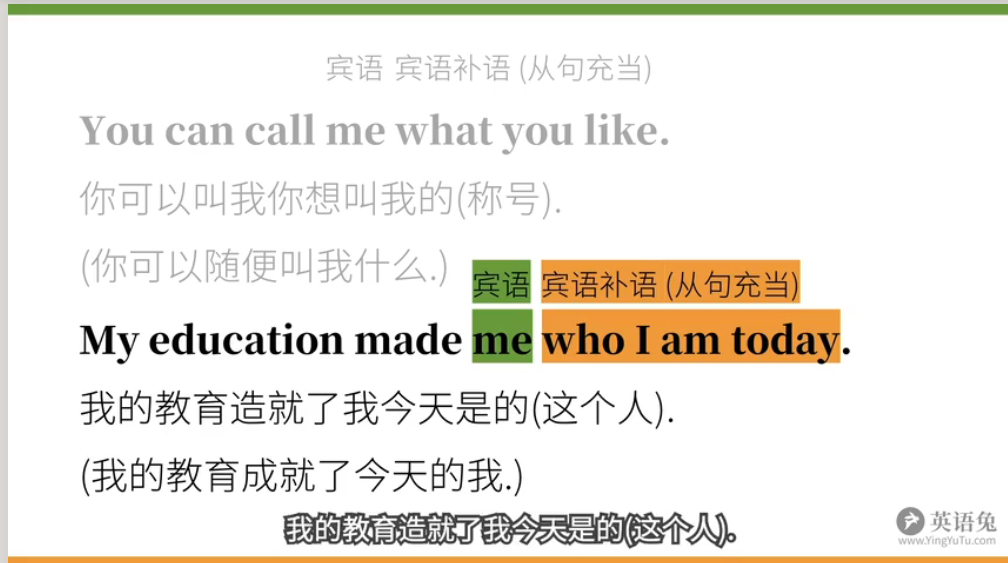 宾语 宾语补语 (从句充当)
You can call me what you like.
你可以叫我你想叫我的(称号).
(你可以随便叫我什么.)
宾语 宾语补语 (从句充当)
My education made me who I am today.
我的教育造就了我今天是的(这个人).
(我的教育成就了今天的我.)
我的教育造就了我今天是的(这个人).
英语兔
www.YingYuTu.com